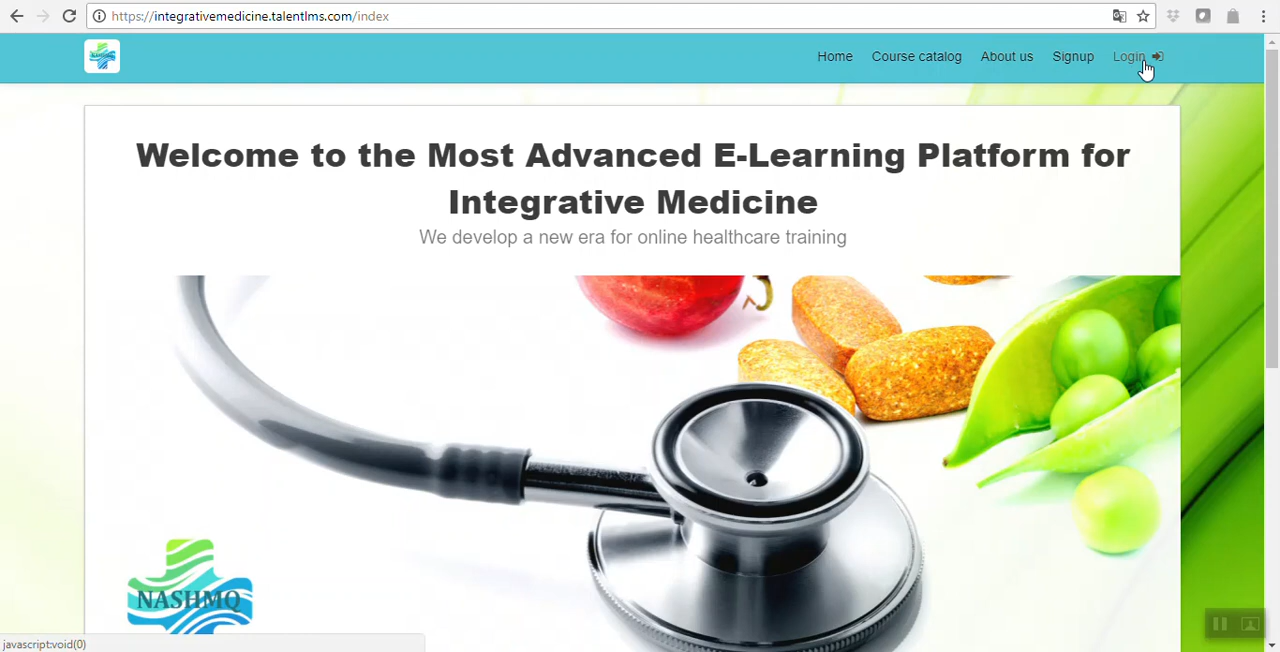 https://integrativemedicine.talentlms.com/index
Home Course catalog About us Signup Login
Welcome to the Most Advanced E-Learning Platform for
Integrative Medicine
We develop a new era for online healthcare training
NASHMQ
javascript:void(0)